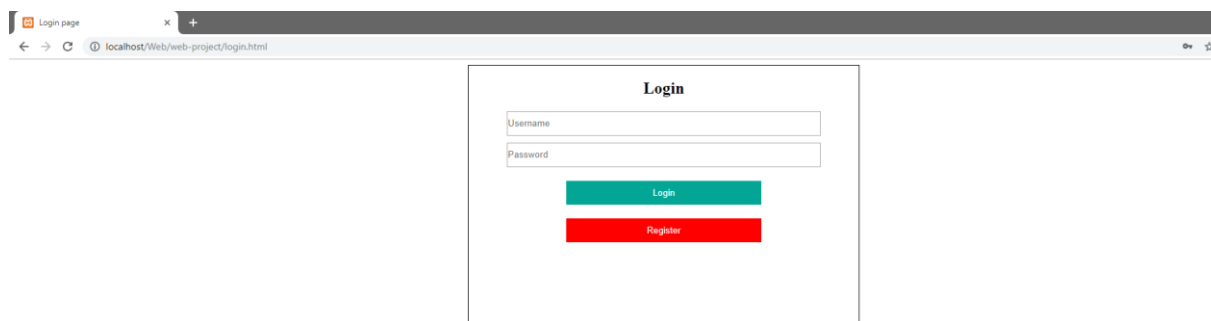 Login page
localhost/Web/web-project/login.html
Login
Username
Password
Login
Register